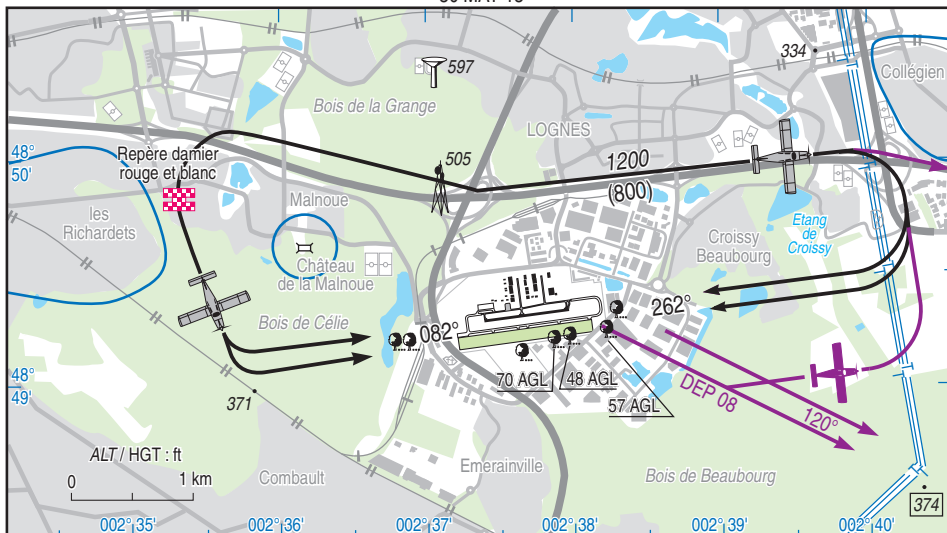 334
Collégien
597
Bois de la Grange
LOGNES
48°
50'
Repère damier
rouge et blanc
505
1200
(800)
les
Richardets
Malnoue
Etang
de
Croissy
Croissy
Beaubourg
Château
de la Malnoue
Bois de Célie
082°
262°
70 AGL
48 AGL
57 AGL
DEP 08
120°
48°
49'
371
ALT / HGT : ft
0
1 km
Combault
Emerainville
Bois de Beaubourg
374
002° 35'
002° 36'
002° 37'
002° 38'
002° 39'
002° 40'